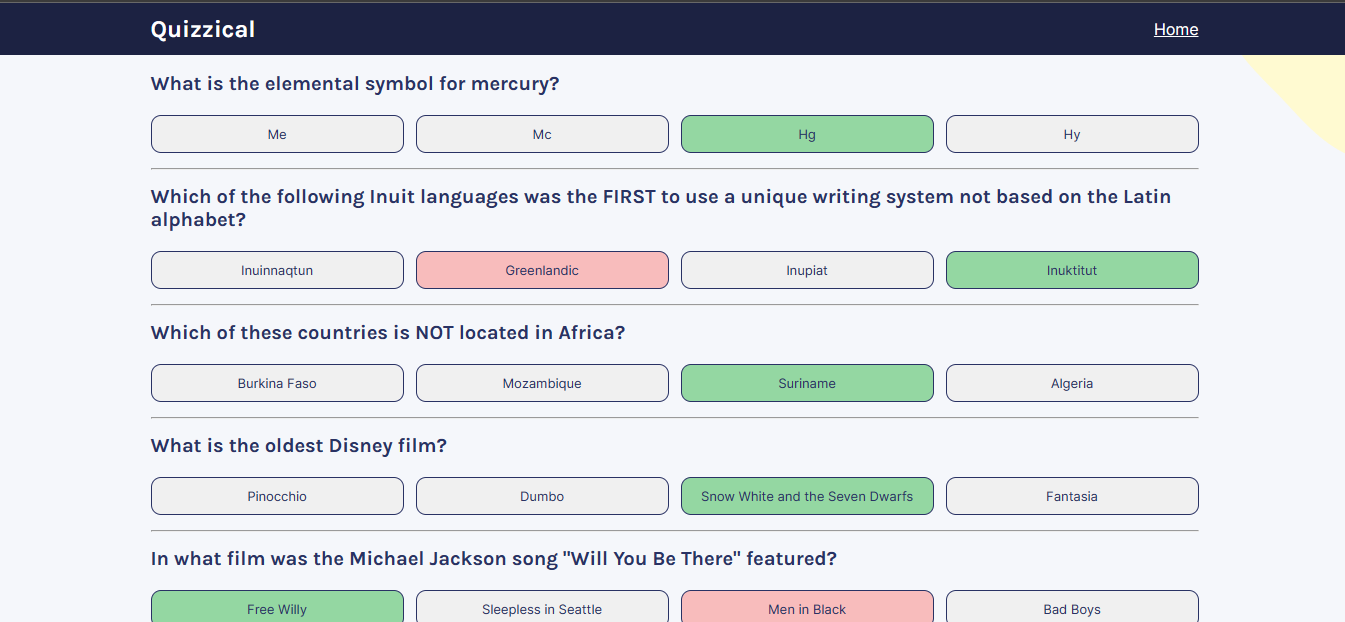 Quizzical
Home
What is the elemental symbol for mercury?
Me
Mc
Hg
Hy
Which of the following Inuit languages was the FIRST to use a unique writing system not based on the Latin
alphabet?
Inuinnaqtun
Greenlandic
Inupiat
Inuktitut
Which of these countries is NOT located in Africa?
Burkina Faso
Mozambique
Suriname
Algeria
What is the oldest Disney film?
Pinocchio
Dumbo
Snow White and the Seven Dwarfs
Fantasia
In what film was the Michael Jackson song "Will You Be There" featured?
Free Willy
Sleepless in Seattle
Men in Black
Bad Boys